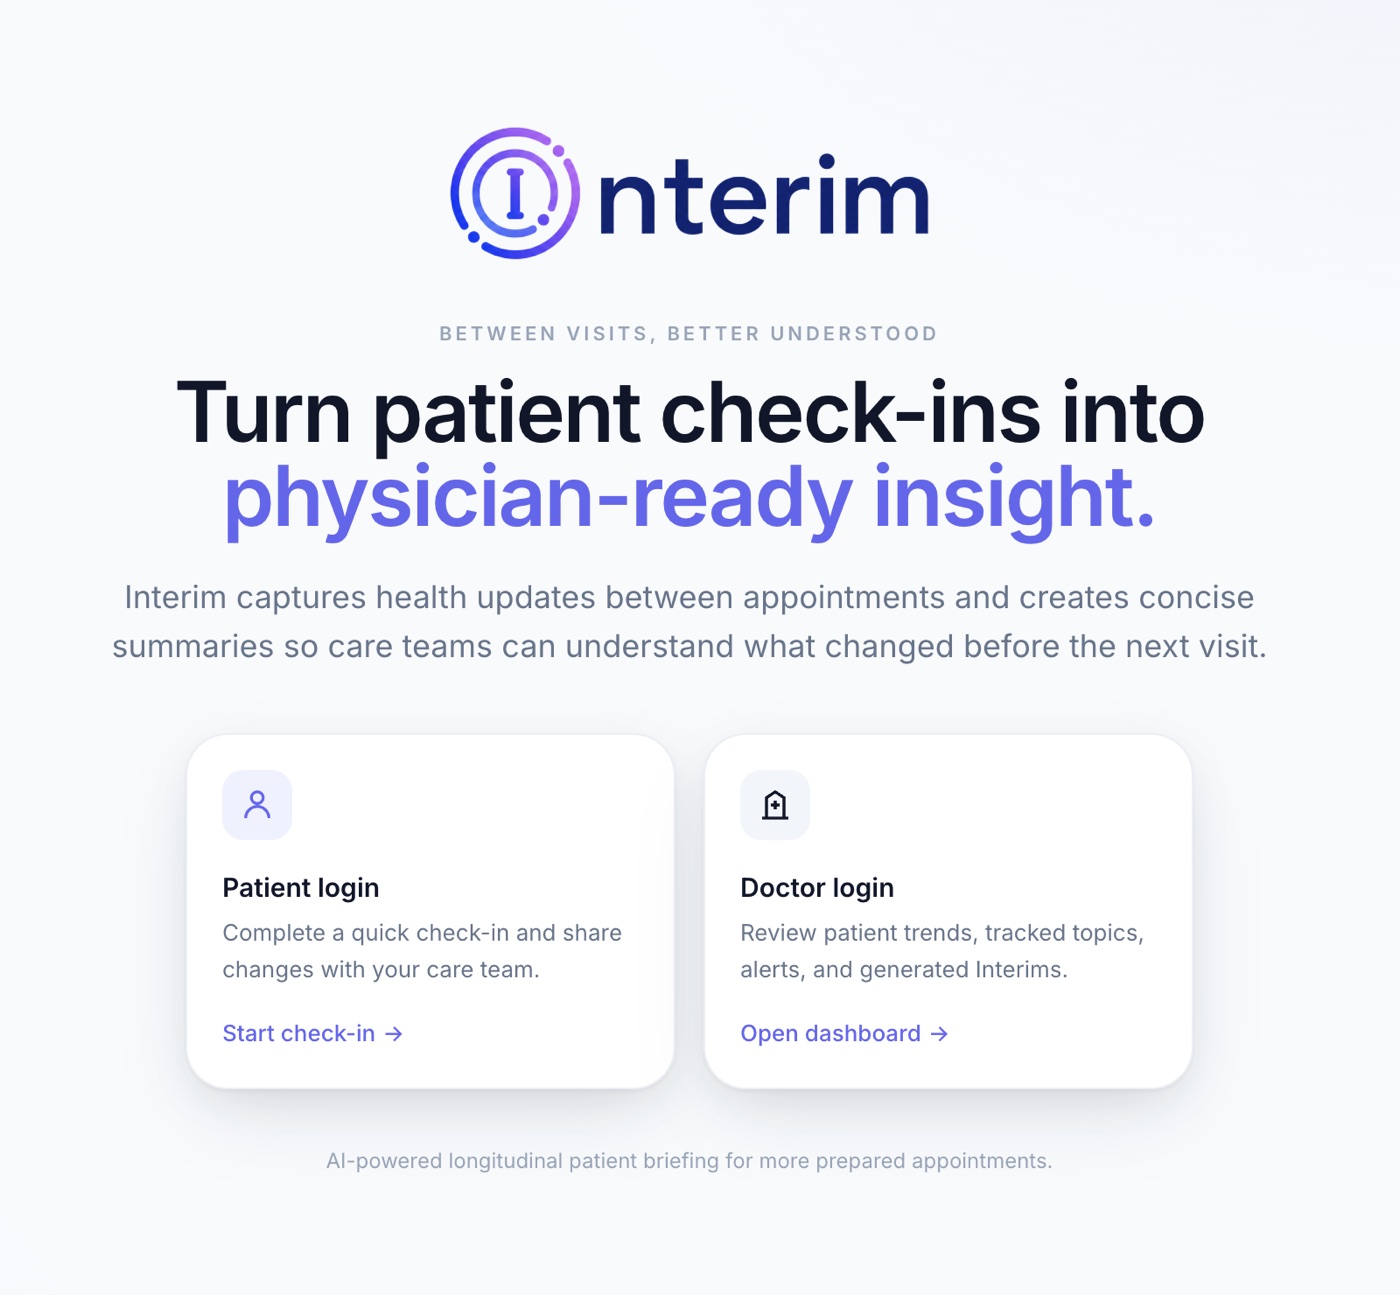 Interim
BETWEEN VISITS, BETTER UNDERSTOOD
Turn patient check-ins into
physician-ready insight.
Interim captures health updates between appointments and creates concise
summaries so care teams can understand what changed before the next visit.
Patient login
Complete a quick check-in and share
changes with your care team.
Start check-in →
Doctor login
Review patient trends, tracked topics,
alerts, and generated Interims.
Open dashboard →
AI-powered longitudinal patient briefing for more prepared appointments.